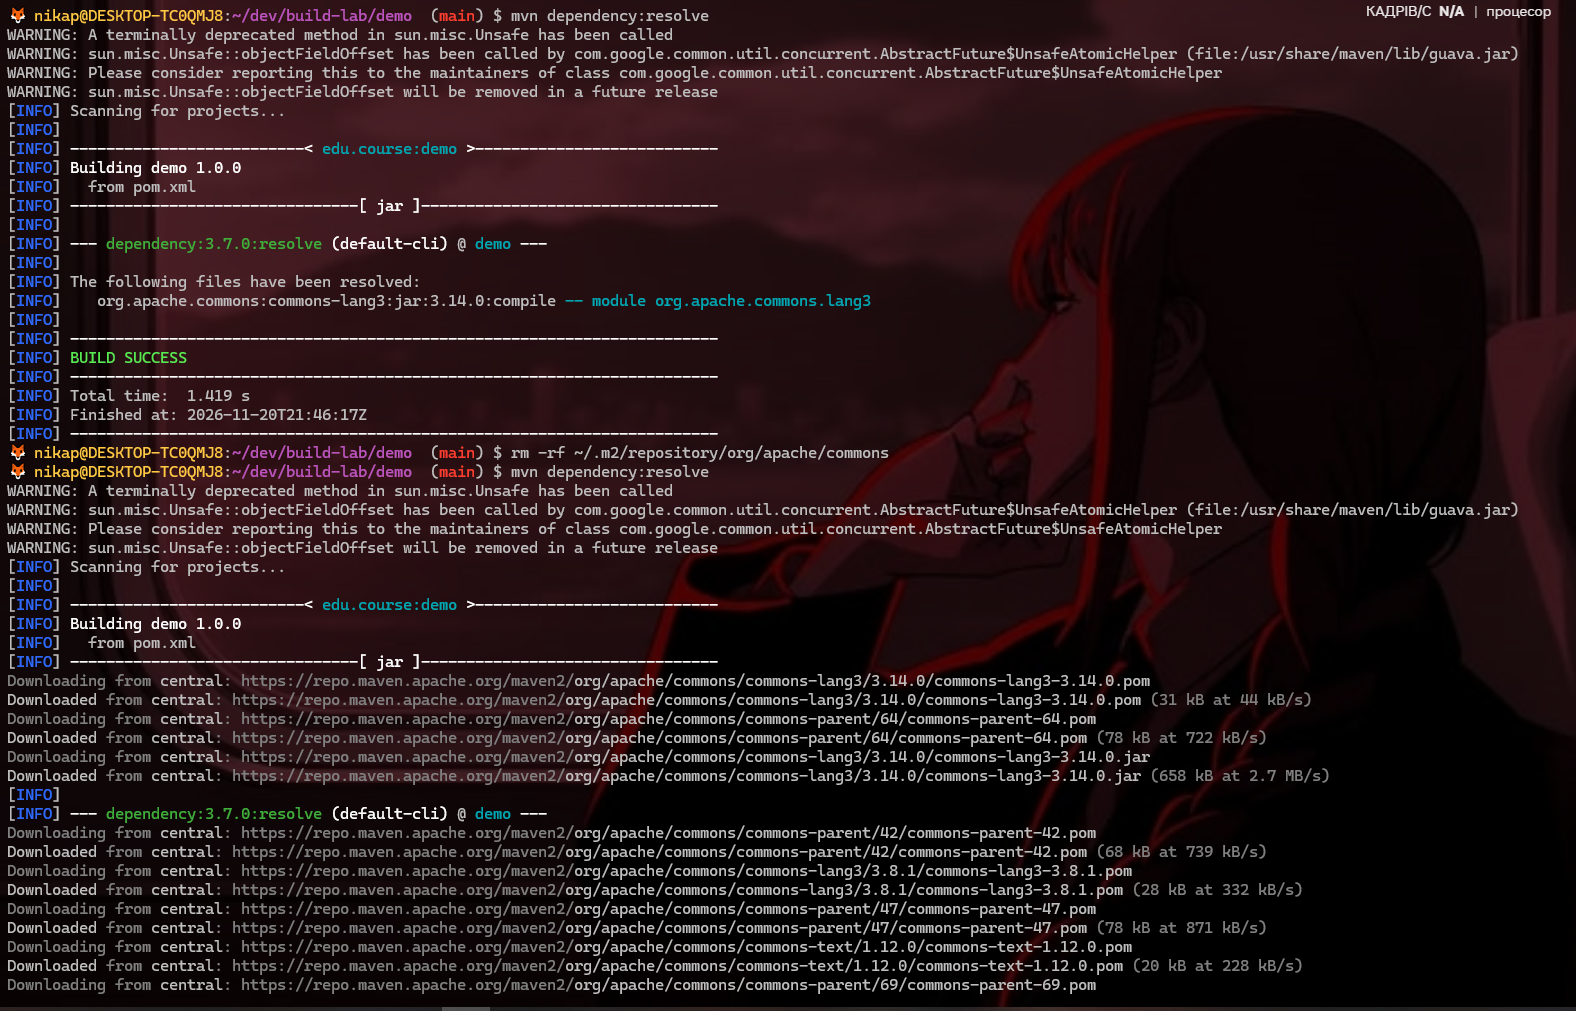 КАДРІВ/С N/A | процесор
nikap@DESKTOP-TC0QMJ8:~/dev/build-lab/demo (main) $ mvn dependency:resolve
WARNING: A terminally deprecated method in sun.misc.Unsafe has been called
WARNING: sun.misc.Unsafe::objectFieldOffset has been called by com.google.common.util.concurrent.AbstractFuture$UnsafeAtomicHelper (file:/usr/share/maven/lib/guava.jar)
WARNING: Please consider reporting this to the maintainers of class com.google.common.util.concurrent.AbstractFuture$UnsafeAtomicHelper
WARNING: sun.misc.Unsafe::objectFieldOffset will be removed in a future release
[INFO] Scanning for projects...
[INFO]
[INFO] --------------------------< edu.course:demo >---------------------------
[INFO] Building demo 1.0.0
[INFO]   from pom.xml
[INFO] --------------------------------[ jar ]---------------------------------
[INFO]
[INFO] --- dependency:3.7.0:resolve (default-cli) @ demo ---
[INFO]
[INFO] The following files have been resolved:
[INFO]    org.apache.commons:commons-lang3:jar:3.14.0:compile -- module org.apache.commons.lang3
[INFO]
[INFO] ------------------------------------------------------------------------
[INFO] BUILD SUCCESS
[INFO] ------------------------------------------------------------------------
[INFO] Total time:  1.419 s
[INFO] Finished at: 2026-11-20T21:46:17Z
[INFO] ------------------------------------------------------------------------
nikap@DESKTOP-TC0QMJ8:~/dev/build-lab/demo (main) $ rm -rf ~/.m2/repository/org/apache/commons
nikap@DESKTOP-TC0QMJ8:~/dev/build-lab/demo (main) $ mvn dependency:resolve
WARNING: A terminally deprecated method in sun.misc.Unsafe has been called
WARNING: sun.misc.Unsafe::objectFieldOffset has been called by com.google.common.util.concurrent.AbstractFuture$UnsafeAtomicHelper (file:/usr/share/maven/lib/guava.jar)
WARNING: Please consider reporting this to the maintainers of class com.google.common.util.concurrent.AbstractFuture$UnsafeAtomicHelper
WARNING: sun.misc.Unsafe::objectFieldOffset will be removed in a future release
[INFO] Scanning for projects...
[INFO]
[INFO] --------------------------< edu.course:demo >---------------------------
[INFO] Building demo 1.0.0
[INFO]   from pom.xml
[INFO] --------------------------------[ jar ]---------------------------------
Downloading from central: https://repo.maven.apache.org/maven2/org/apache/commons/commons-lang3/3.14.0/commons-lang3-3.14.0.pom
Downloaded from central: https://repo.maven.apache.org/maven2/org/apache/commons/commons-lang3/3.14.0/commons-lang3-3.14.0.pom (31 kB at 44 kB/s)
Downloading from central: https://repo.maven.apache.org/maven2/org/apache/commons/commons-parent/64/commons-parent-64.pom
Downloaded from central: https://repo.maven.apache.org/maven2/org/apache/commons/commons-parent/64/commons-parent-64.pom (78 kB at 722 kB/s)
Downloading from central: https://repo.maven.apache.org/maven2/org/apache/commons/commons-lang3/3.14.0/commons-lang3-3.14.0.jar
Downloaded from central: https://repo.maven.apache.org/maven2/org/apache/commons/commons-lang3/3.14.0/commons-lang3-3.14.0.jar (658 kB at 2.7 MB/s)
[INFO]
[INFO] --- dependency:3.7.0:resolve (default-cli) @ demo ---
Downloading from central: https://repo.maven.apache.org/maven2/org/apache/commons/commons-parent/42/commons-parent-42.pom
Downloaded from central: https://repo.maven.apache.org/maven2/org/apache/commons/commons-parent/42/commons-parent-42.pom (68 kB at 739 kB/s)
Downloading from central: https://repo.maven.apache.org/maven2/org/apache/commons/commons-lang3/3.8.1/commons-lang3-3.8.1.pom
Downloaded from central: https://repo.maven.apache.org/maven2/org/apache/commons/commons-lang3/3.8.1/commons-lang3-3.8.1.pom (28 kB at 332 kB/s)
Downloading from central: https://repo.maven.apache.org/maven2/org/apache/commons/commons-parent/47/commons-parent-47.pom
Downloaded from central: https://repo.maven.apache.org/maven2/org/apache/commons/commons-parent/47/commons-parent-47.pom (78 kB at 871 kB/s)
Downloading from central: https://repo.maven.apache.org/maven2/org/apache/commons/commons-text/1.12.0/commons-text-1.12.0.pom
Downloaded from central: https://repo.maven.apache.org/maven2/org/apache/commons/commons-text/1.12.0/commons-text-1.12.0.pom (20 kB at 228 kB/s)
Downloading from central: https://repo.maven.apache.org/maven2/org/apache/commons/commons-parent/69/commons-parent-69.pom